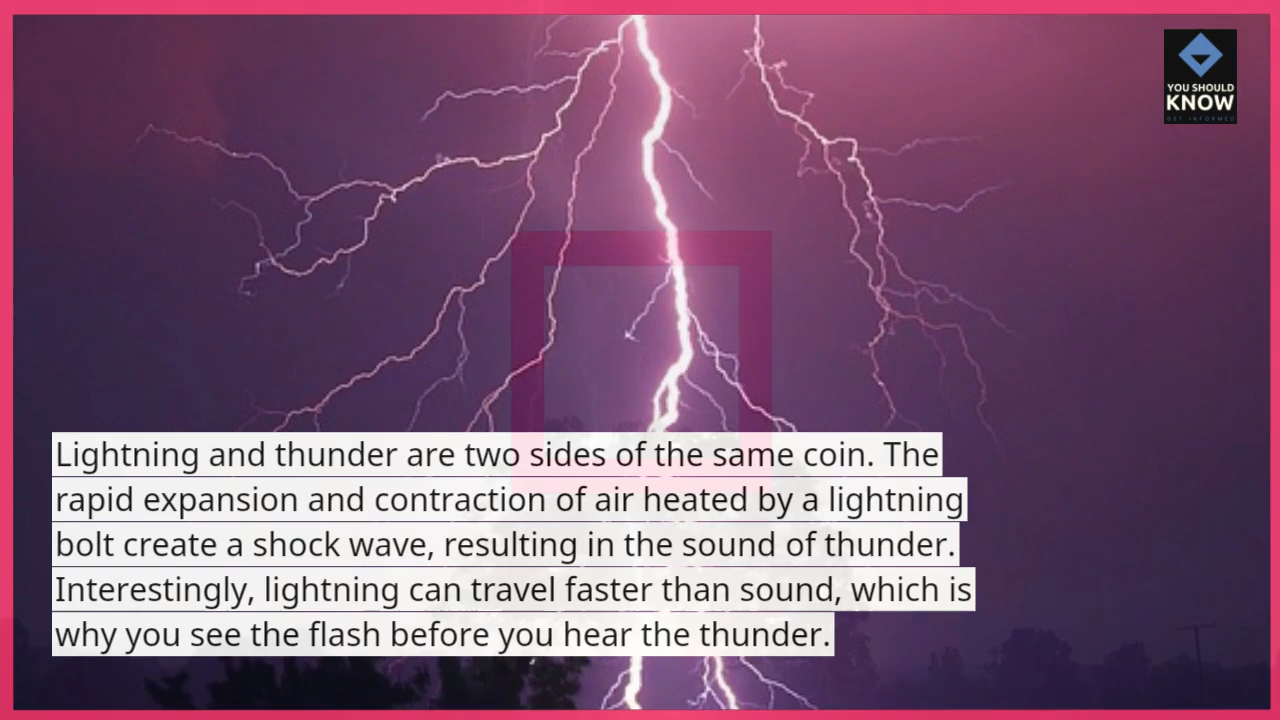 YOU SHOULD
KNOW
GET INFORMED
Lightning and thunder are two sides of the same coin. The
rapid expansion and contraction of air heated by a lightning
bolt create a shock wave, resulting in the sound of thunder.
Interestingly, lightning can travel faster than sound, which is
why you see the flash before you hear the thunder.